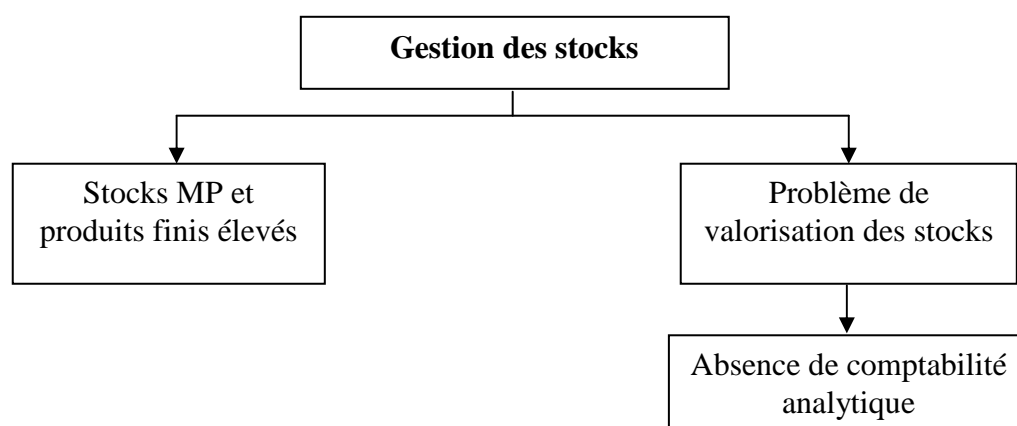 Gestion des stocks
Stocks MP et
produits finis élevés
Problème de
valorisation des stocks
Absence de comptabilité
analytique